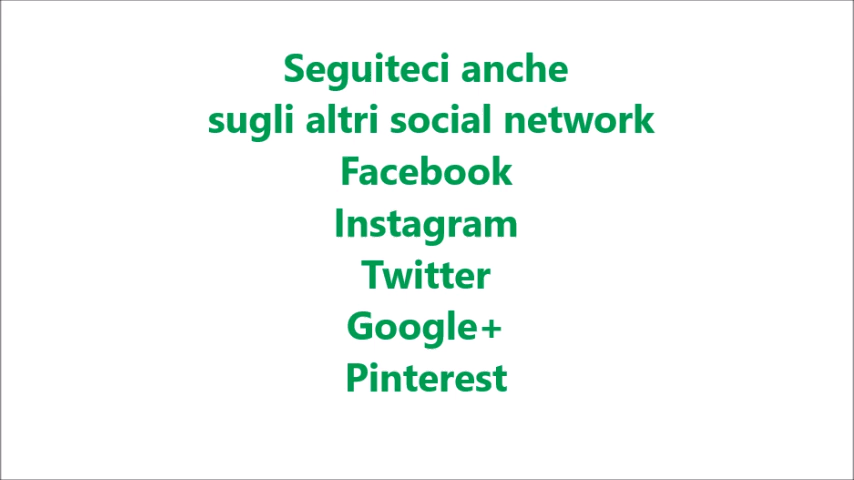 Seguiteci anche
sugli altri social network
Facebook
Instagram
Twitter
Google+
Pinterest